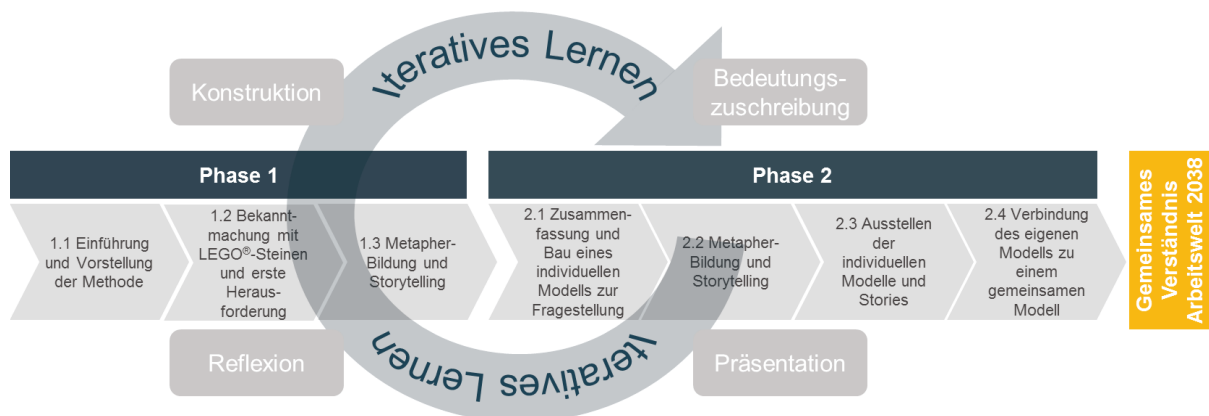 Iteratives Lernen
Konstruktion
Bedeutungs-
zuschreibung
Phase 1
Phase 2
1.1 Einführung
und Vorstellung
der Methode
1.2 Bekannt-
machung mit
LEGO®-Steinen
und erste
Heraus-
forderung
1.3 Metapher-
Bildung und
Storytelling
2.1 Zusammen-
fassung und
Bau eines
individuellen
Modells zur
Fragestellung
2.2 Metapher-
Bildung und
Storytelling
2.3 Ausstellen
der
individuellen
Modelle und
Stories
2.4 Verbindung
des eigenen
Modells zu
einem
gemeinsamen
Modell
Gemeinsames
Verständnis
Arbeitswelt 2038
Reflexion
Präsentation
Iteratives Lernen